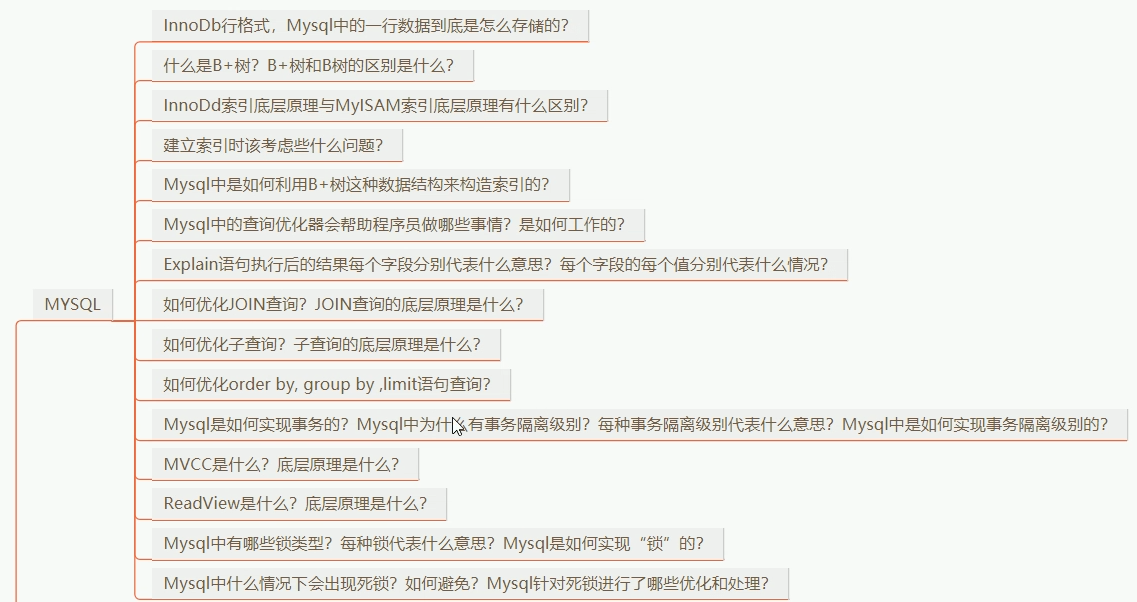 InnoDb行格式，Mysql中的一行数据到底是怎么存储的？
什么是B+树？B+树和B树的区别是什么？
InnoDd索引底层原理与MyISAM索引底层原理有什么区别？
建立索引时该考虑些什么问题？
Mysql中是如何利用B+树这种数据结构来构造索引的？
Mysql中的查询优化器会帮助程序员做哪些事情？是如何工作的？
Explain语句执行后的结果每个字段分别代表什么意思？每个字段的每个值分别代表什么情况？
MYSQL
如何优化JOIN查询？JOIN查询的底层原理是什么？
如何优化子查询？子查询的底层原理是什么？
如何优化order by, group by ,limit语句查询？
Mysql是如何实现事务的？Mysql中为什么有事务隔离级别？每种事务隔离级别代表什么意思？Mysql中是如何实现事务隔离级别的？
MVCC是什么？底层原理是什么？
ReadView是什么？底层原理是什么？
Mysql中有哪些锁类型？每种锁代表什么意思？Mysql是如何实现“锁”的？
Mysql中什么情况下会出现死锁？如何避免？Mysql针对死锁进行了哪些优化和处理？